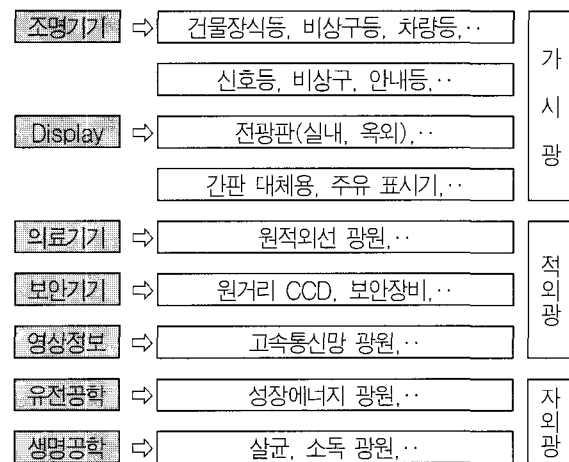 조명기기 ⇨ 건물장식등, 비상구등, 차량등,··
신호등, 비상구, 안내등,··
Display ⇨ 전광판(실내, 옥외),··
간판 대체용, 주유 표시기,··
가시광
의료기기 ⇨ 원적외선 광원,··
보안기기 ⇨ 원거리 CCD, 보안장비,··
영상정보 ⇨ 고속통신망 광원,··
적외광
유전공학 ⇨ 성장에너지 광원,··
생명공학 ⇨ 살균, 소독 광원,··
자외광